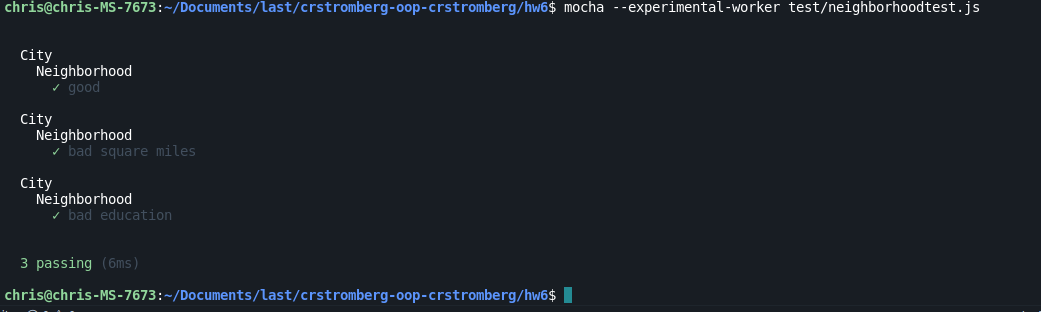 chris@chris-MS-7673:~/Documents/last/crstromberg-oop-crstromberg/hw6$ mocha --experimental-worker test/neighborhoodtest.js
City
Neighborhood
✓ good
City
Neighborhood
✓ bad square miles
City
Neighborhood
✓ bad education
3 passing (6ms)
chris@chris-MS-7673:~/Documents/last/crstromberg-oop-crstromberg/hw6$